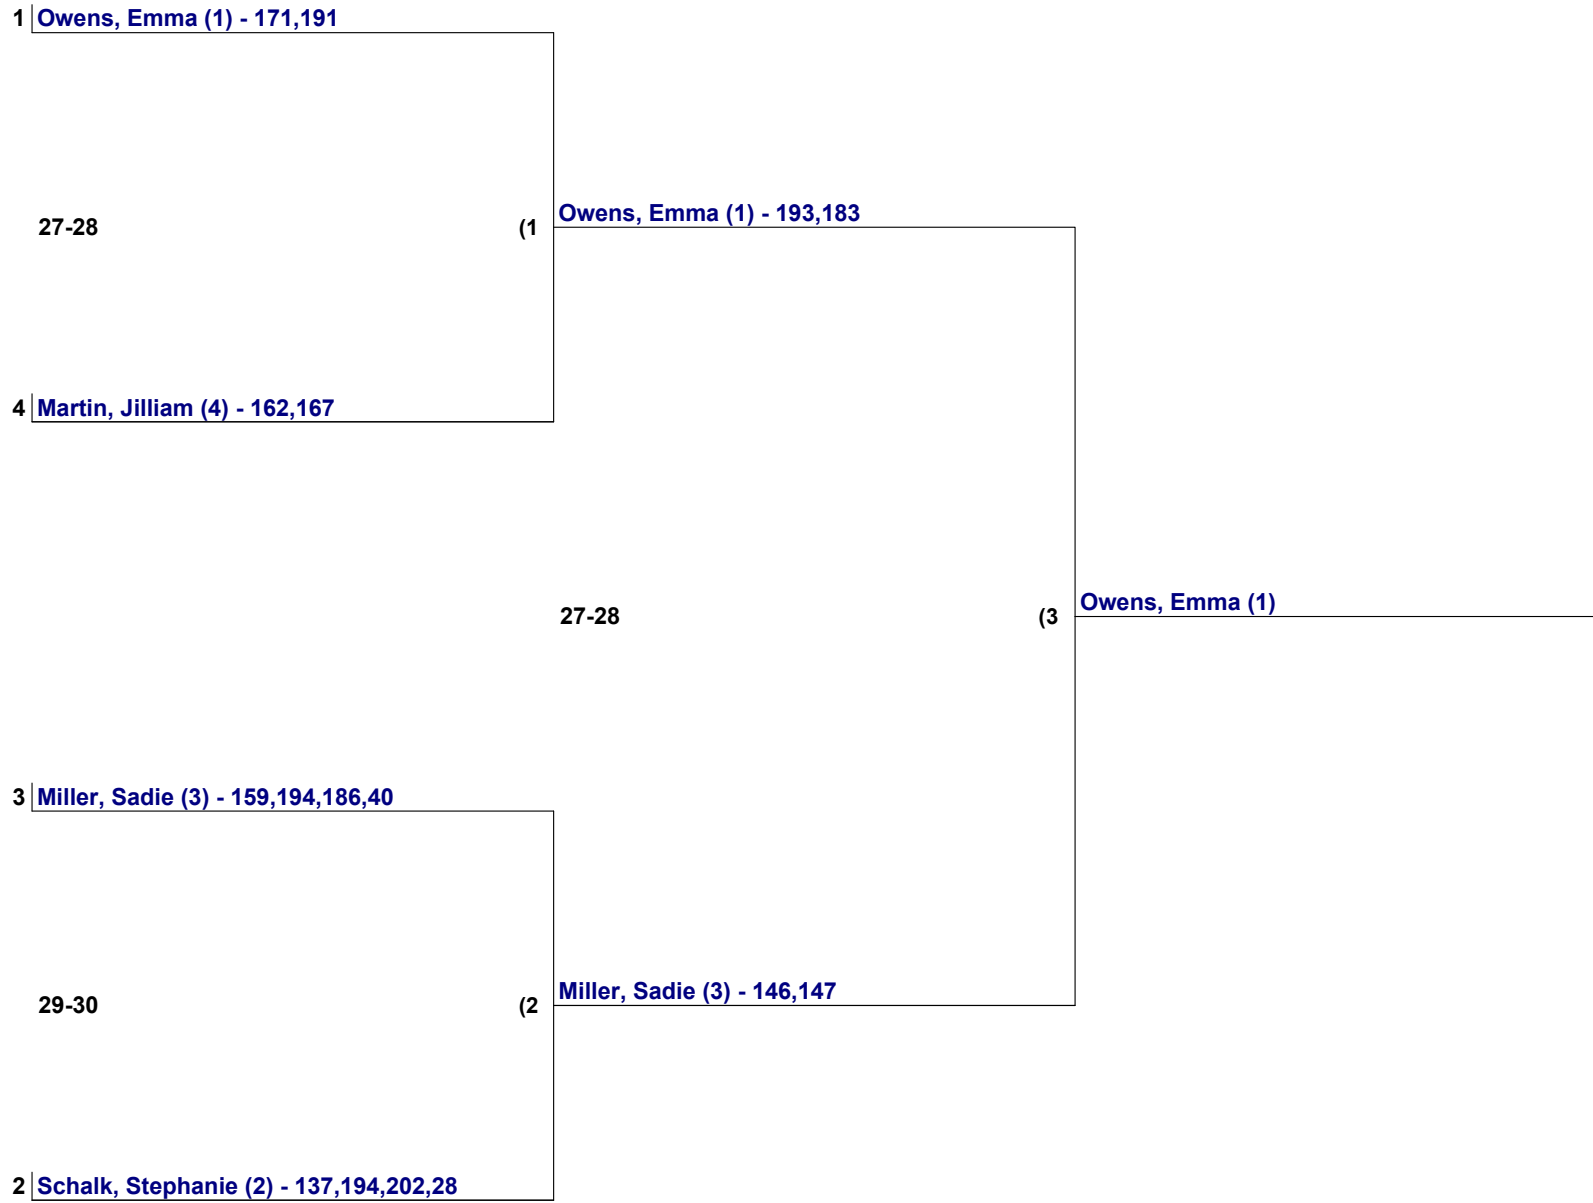 1 Owens, Emma (1) - 171,191
27-28 (1
Owens, Emma (1) - 193,183
4 Martin, Jilliam (4) - 162,167
27-28 (3
Owens, Emma (1)
3 Miller, Sadie (3) - 159,194,186,40
29-30 (2
Miller, Sadie (3) - 146,147
2 Schalk, Stephanie (2) - 137,194,202,28